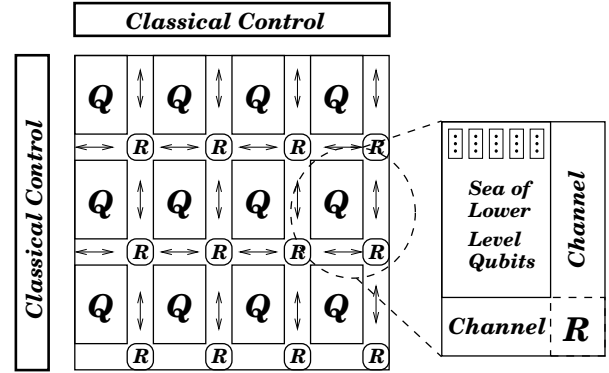 Classical Control
Classical Control
Q Q Q Q
R R R R
Q Q Q Q
R R R R
Q Q Q Q
R R R R
Sea of
Lower
Level
Qubits
Channel
Channel R